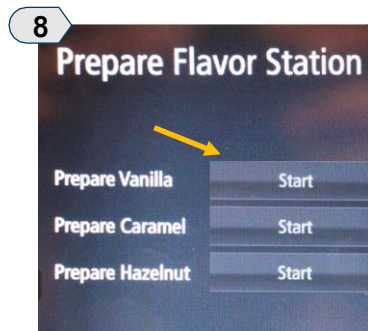 8
Prepare Flavor Station
Prepare Vanilla Start
Prepare Caramel Start
Prepare Hazelnut Start